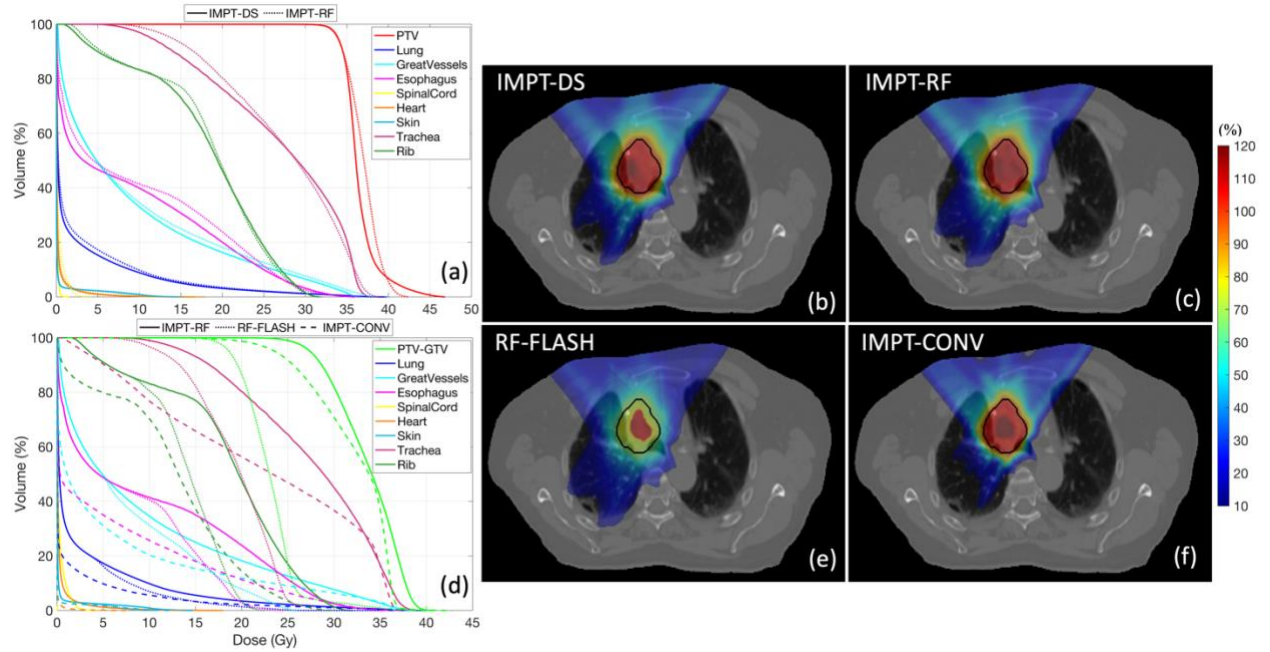 IMPT-DS IMPT-RF
100
80
60
40
20
0
Volume (%)
PTV
Lung
GreatVessels
Esophagus
SpinalCord
Heart
Skin
Trachea
Rib
(a)
0 5 10 15 20 25 30 35 40 45 50
IMPT-DS
(b)
IMPT-RF
(c)
(%)
120
110
100
90
80
70
60
50
40
30
20
10
IMPT-RF RF-FLASH IMPT-CONV
100
80
60
40
20
0
Volume (%)
PTV-GTV
Lung
GreatVessels
Esophagus
SpinalCord
Heart
Skin
Trachea
Rib
(d)
0 5 10 15 20 25 30 35 40 45
Dose (Gy)
RF-FLASH
(e)
IMPT-CONV
(f)